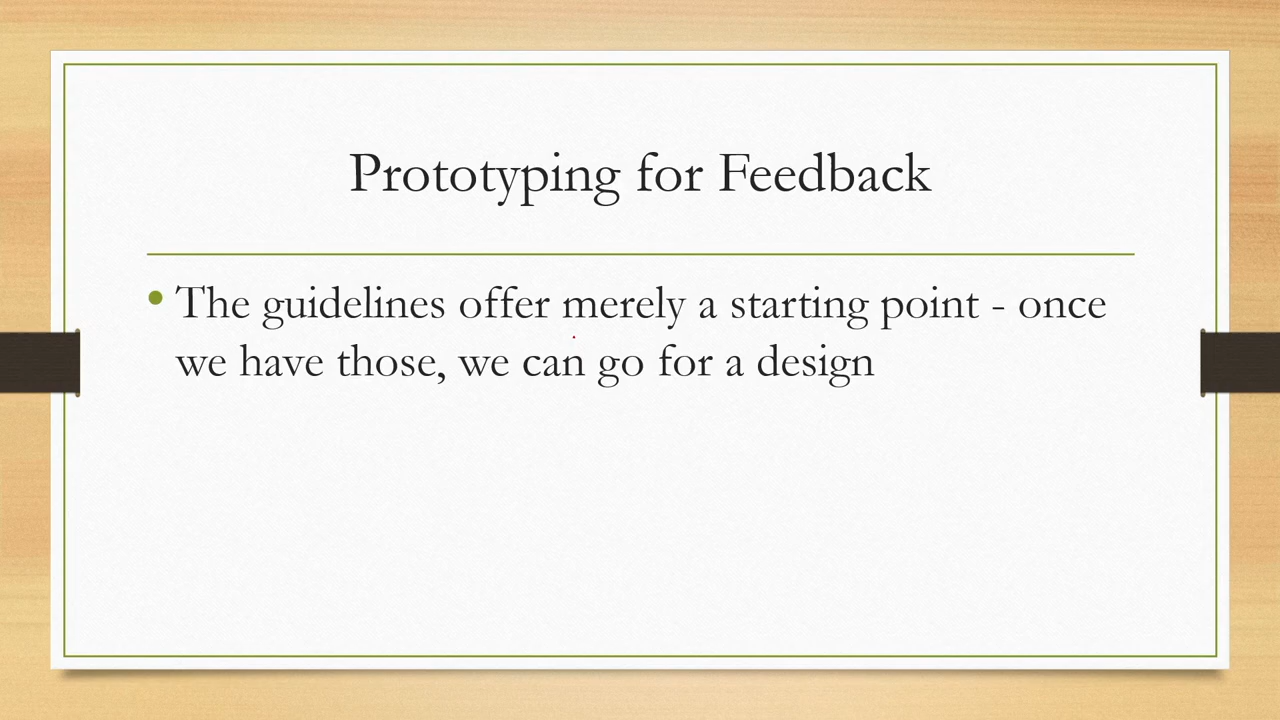 Prototyping for Feedback
• The guidelines offer merely a starting point - once
we have those, we can go for a design